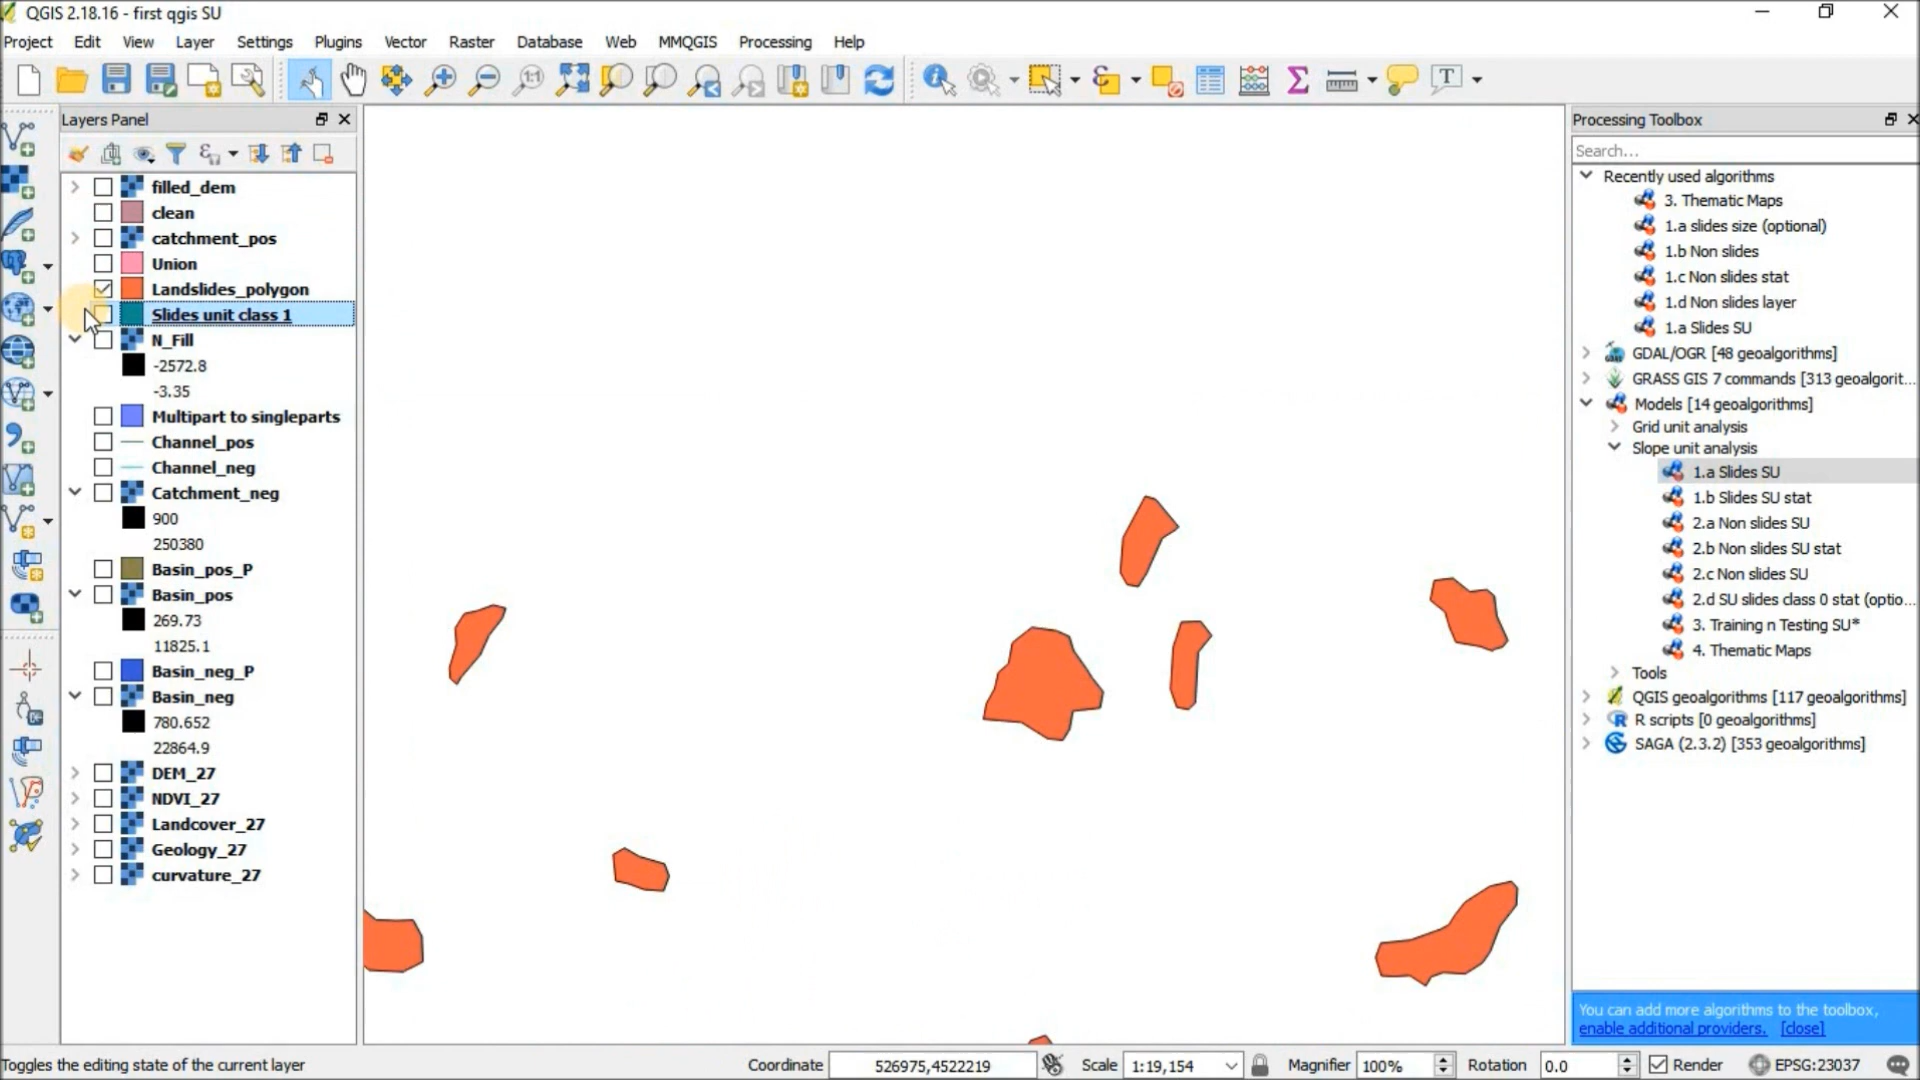 QGIS 2.18.16 - first qgis SU
Project Edit View Layer Settings Plugins Vector Raster Database Web MMQGIS Processing Help
Layers Panel
filled_dem
clean
catchment_pos
Union
Landslides_polygon
Slides unit class 1
N_Fill
-2572.8
-3.35
Multipart to singleparts
Channel_pos
Channel_neg
Catchment_neg
900
250380
Basin_pos_P
Basin_pos
269.73
11825.1
Basin_neg_P
Basin_neg
780.652
22864.9
DEM_27
NDVI_27
Landcover_27
Geology_27
curvature_27
Processing Toolbox
Search...
Recently used algorithms
3. Thematic Maps
1.a slides size (optional)
1.b Non slides
1.c Non slides stat
1.d Non slides layer
1.a Slides SU
GDAL/OGR [48 geoalgorithms]
GRASS GIS 7 commands [313 geoalgorit...
Models [14 geoalgorithms]
Grid unit analysis
Slope unit analysis
1.a Slides SU
1.b Slides SU stat
2.a Non slides SU
2.b Non slides SU stat
2.c Non slides SU
2.d SU slides class 0 stat (optio...
3. Training n Testing SU*
4. Thematic Maps
Tools
QGIS geoalgorithms [117 geoalgorithms]
R scripts [0 geoalgorithms]
SAGA (2.3.2) [353 geoalgorithms]
You can add more algorithms to the toolbox,
enable additional providers. [close]
Toggles the editing state of the current layer Coordinate 526975,4522219 Scale 1:19,154 Magnifier 100% Rotation 0.0 Render EPSG:23037